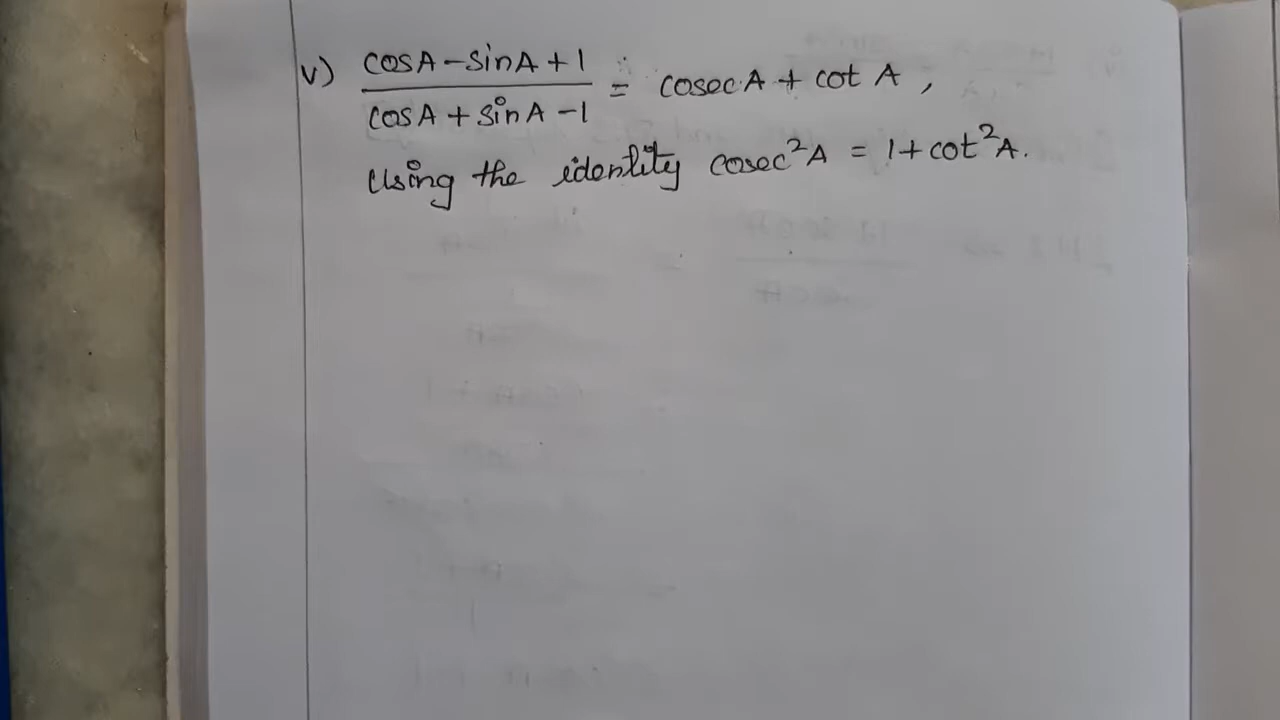 v) cosA-sinA+1 / cosA+sinA-1 = cosecA + cot A,
Using the identity cosec²A = 1+cot²A.